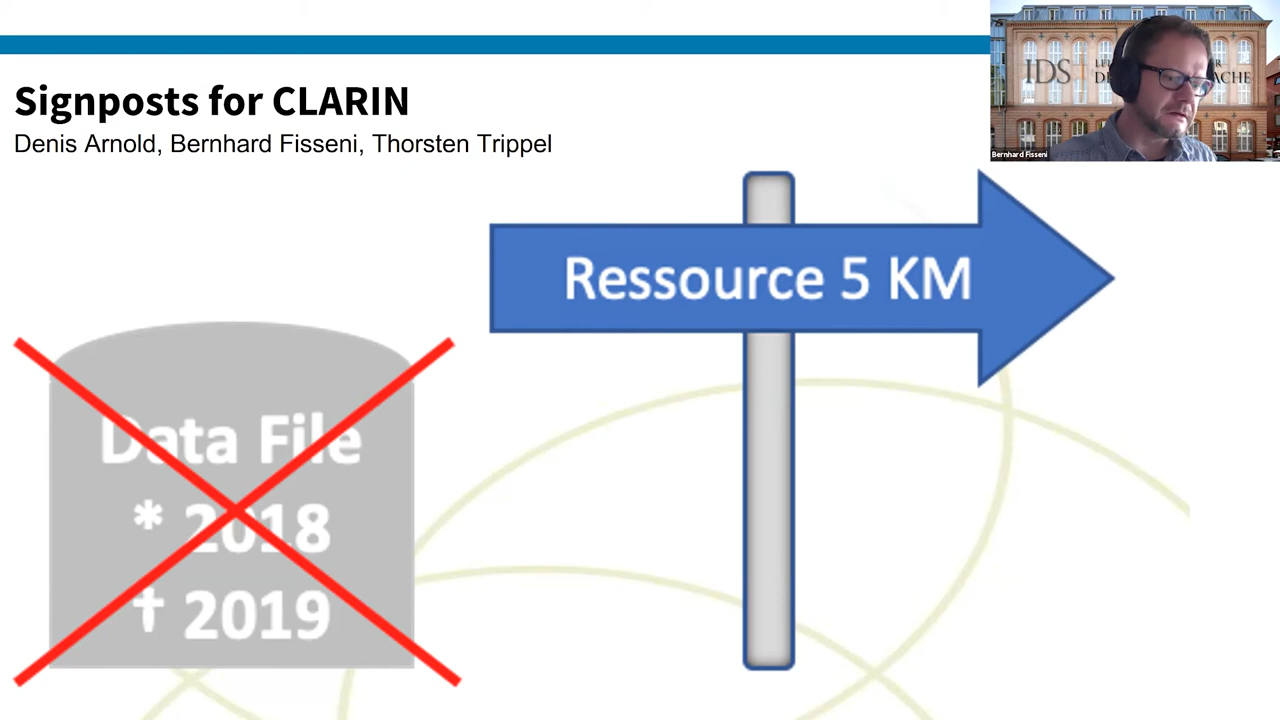 Signposts for CLARIN
Denis Arnold, Bernhard Fisseni, Thorsten Trippel
IDS
Bernhard Fisseni
Ressource 5 KM
Data File
* 2018
† 2019